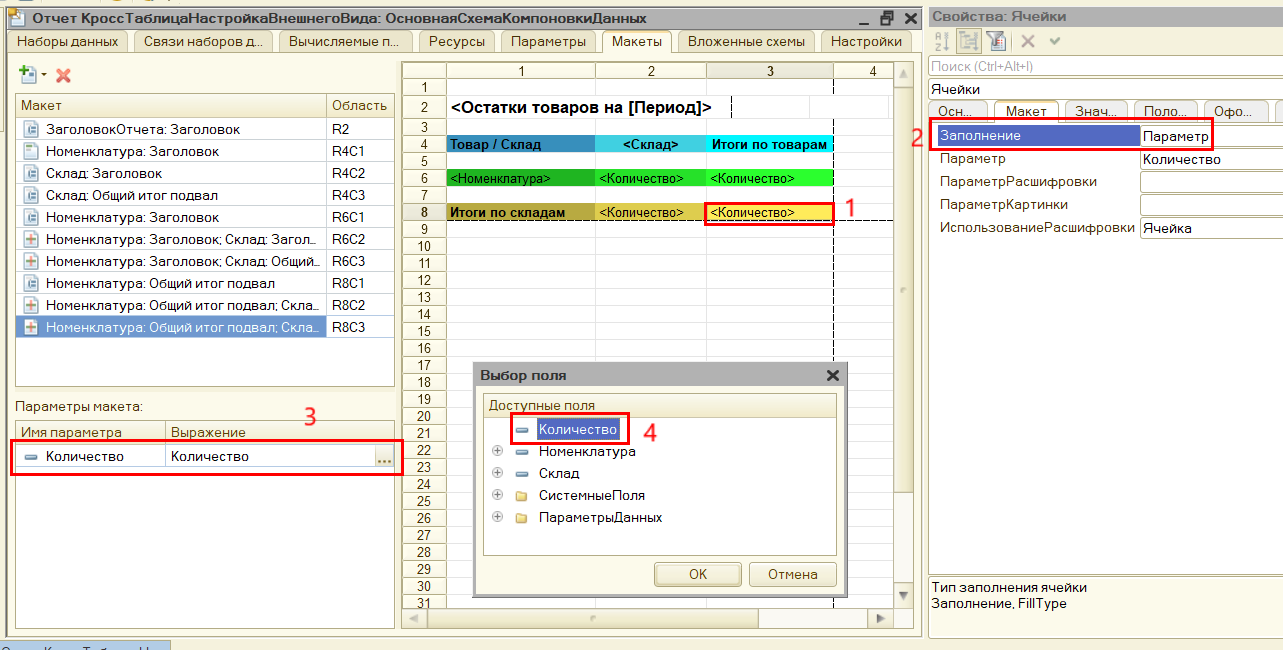 Отчет КроссТаблицаНастройкаВнешнегоВида: ОсновнаяСхемаКомпоновкиДанных
Наборы данных
Связи наборов д...
Вычисляемые п...
Ресурсы
Параметры
Макеты
Вложенные схемы
Настройки
Макет
Область
ЗаголовокОтчета: Заголовок
R2
Номенклатура: Заголовок
R4C1
Склад: Заголовок
R4C2
Склад: Общий итог подвал
R4C3
Номенклатура: Заголовок
R6C1
Номенклатура: Заголовок; Склад: Загол...
R6C2
Номенклатура: Заголовок; Склад: Общий...
R6C3
Номенклатура: Общий итог подвал
R8C1
Номенклатура: Общий итог подвал; Скла...
R8C2
Номенклатура: Общий итог подвал; Скла...
R8C3
Параметры макета:
3
Имя параметра
Выражение
Количество
Количество
...
1 2 3 4
1
2
<Остатки товаров на [Период]>
3
4
Товар / Склад
<Склад>
Итоги по товарам
5
6
<Номенклатура>
<Количество>
<Количество>
7
8
Итоги по складам
<Количество>
<Количество>
1
9
10
11
12
13
14
15
16
17
18
19
20
21
22
23
24
25
26
27
28
29
30
31
Выбор поля
Доступные поля
Количество
4
Номенклатура
Склад
СистемныеПоля
ПараметрыДанных
OK
Отмена
Свойства: Ячейки
Поиск (Ctrl+Alt+I)
Ячейки
Осн...
Макет
Знач...
Поло...
Офо...
2
Заполнение
Параметр
Параметр
Количество
ПараметрРасшифровки
ПараметрКартинки
ИспользованиеРасшифровки
Ячейка
Тип заполнения ячейки
Заполнение, FillType